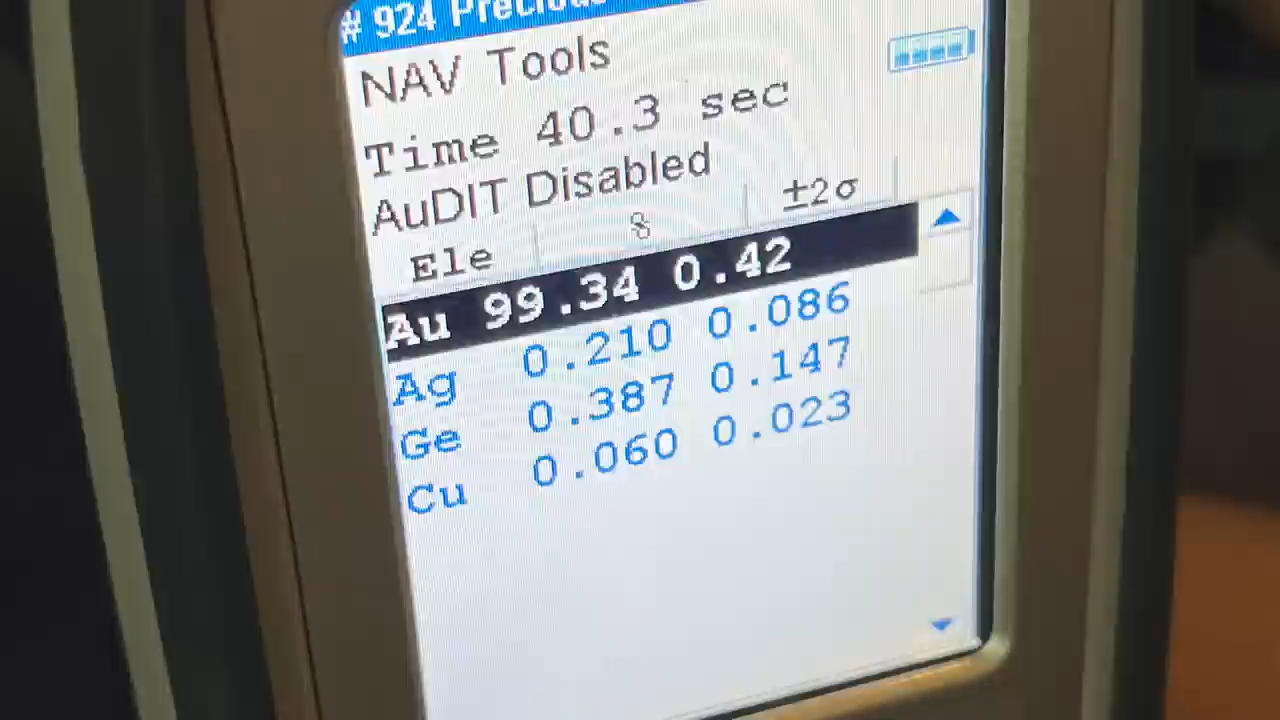 # 924 Precious
NAV Tools
Time 40.3 sec
AuDIT Disabled
Ele % ±2σ
Au 99.34 0.42
Ag 0.210 0.086
Ge 0.387 0.147
Cu 0.060 0.023